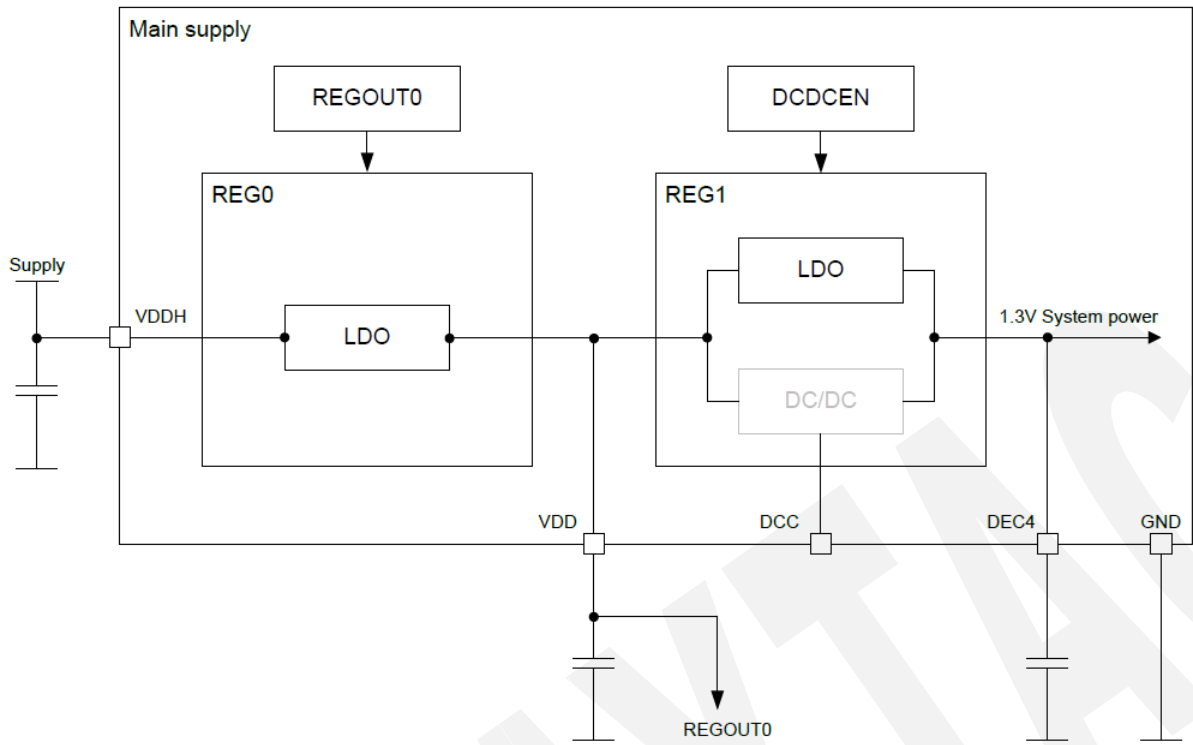 Main supply
REGOUT0
DCDCEN
REG0
REG1
Supply
VDDH
LDO
LDO
DC/DC
1.3V System power
VDD
DCC
DEC4
GND
REGOUT0